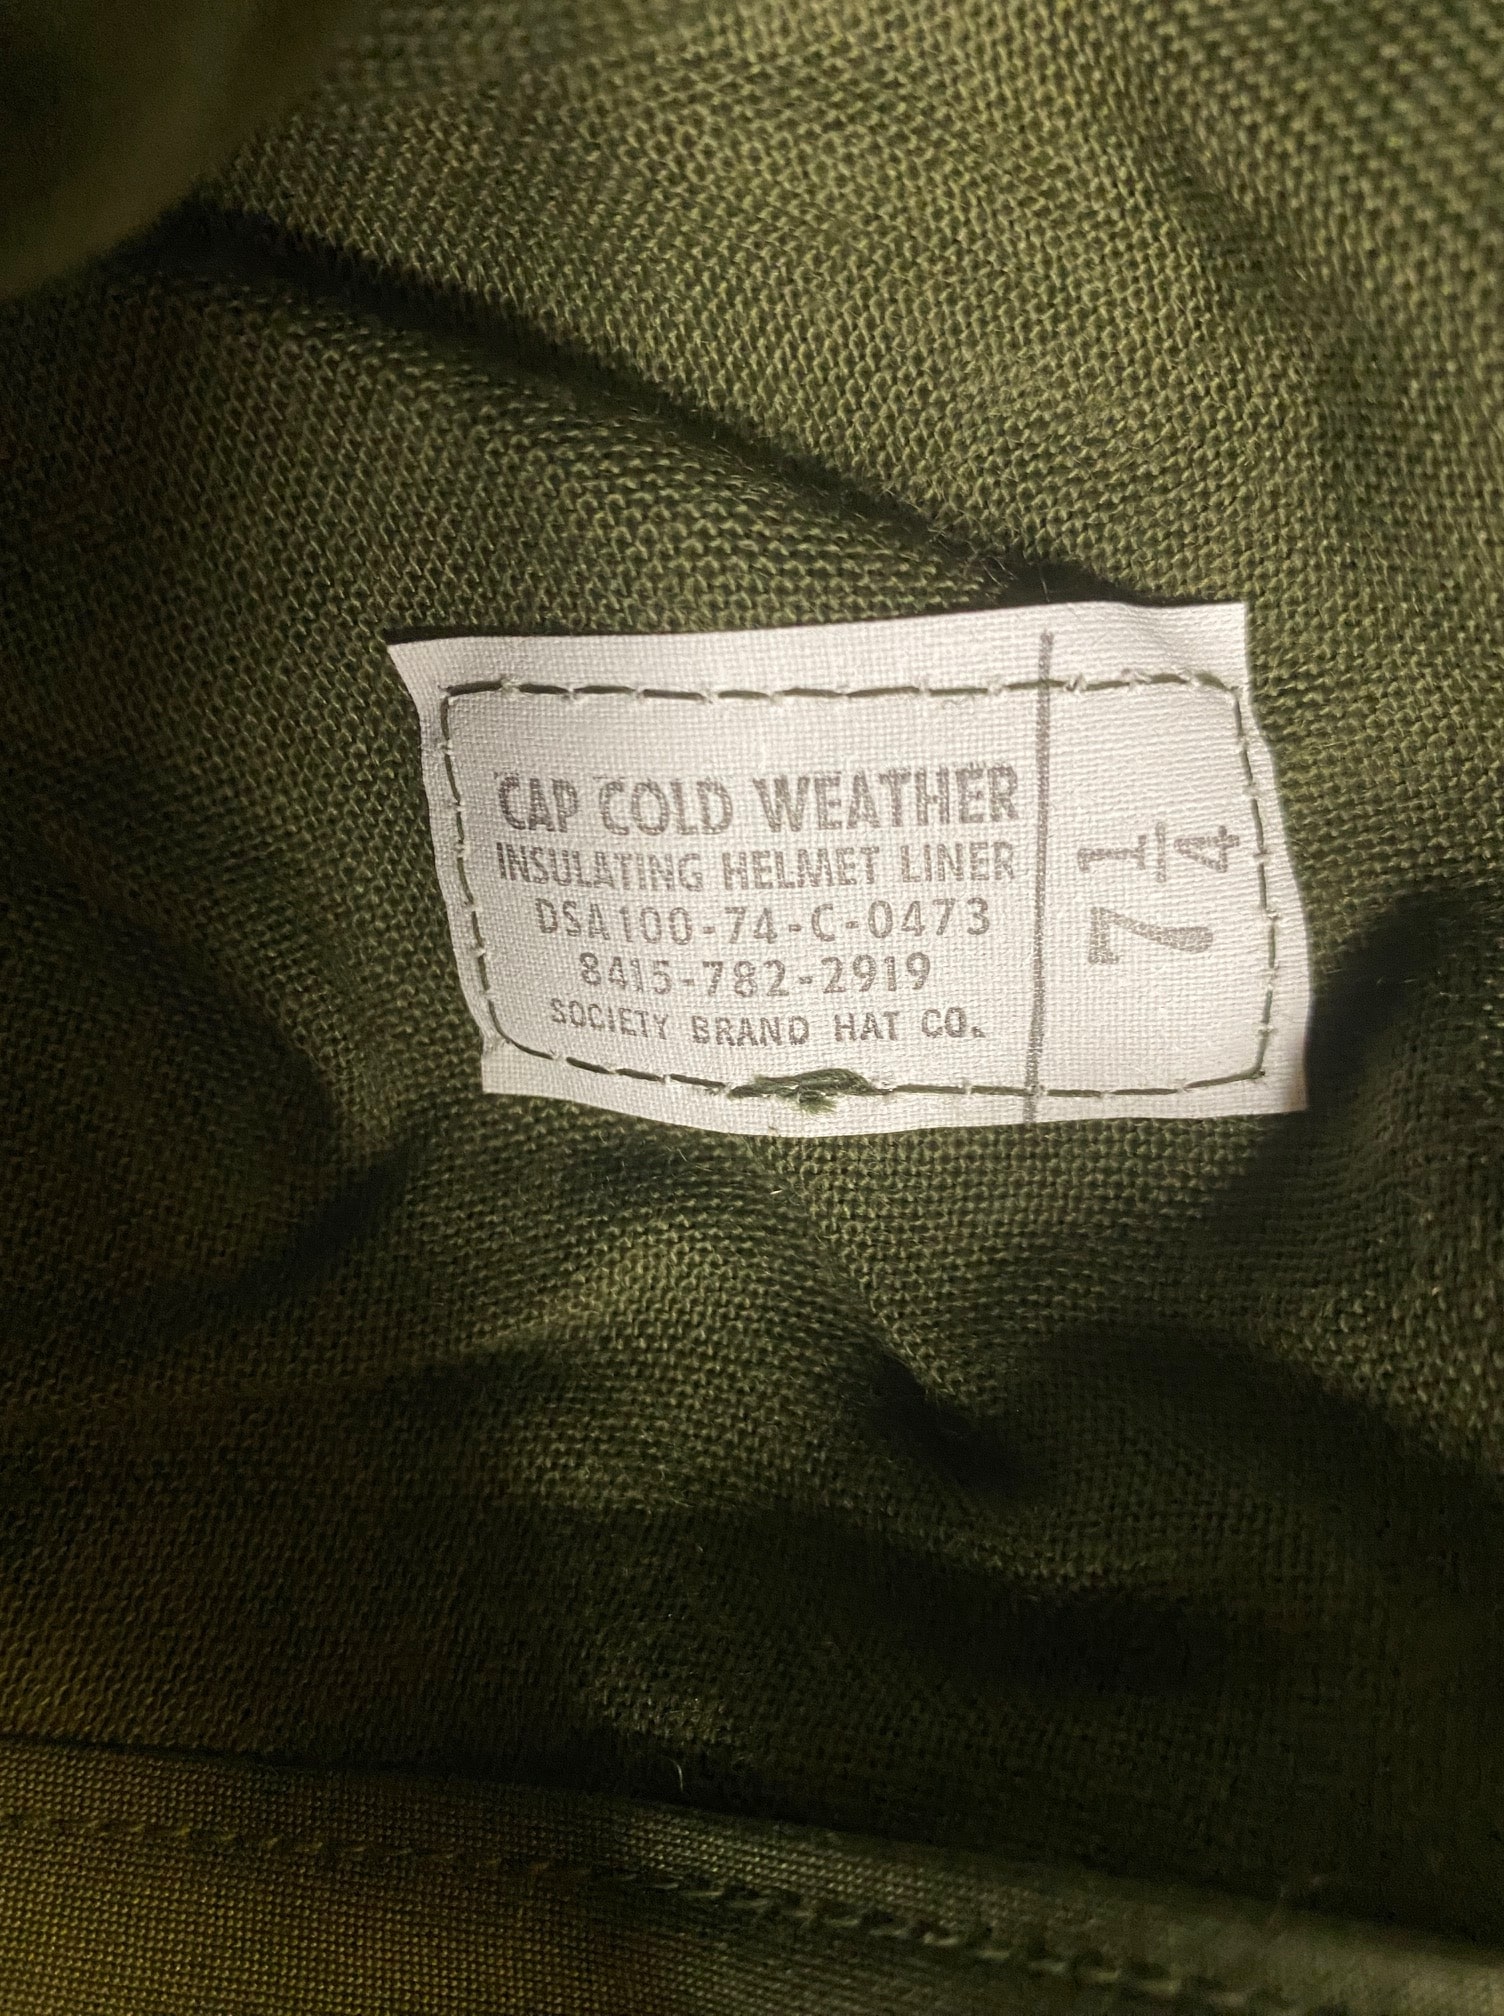 CAP COLD WEATHER
INSULATING HELMET LINER
DSA100-74-C-0473
8415-782-2919
SOCIETY BRAND HAT CO.
7 1/4